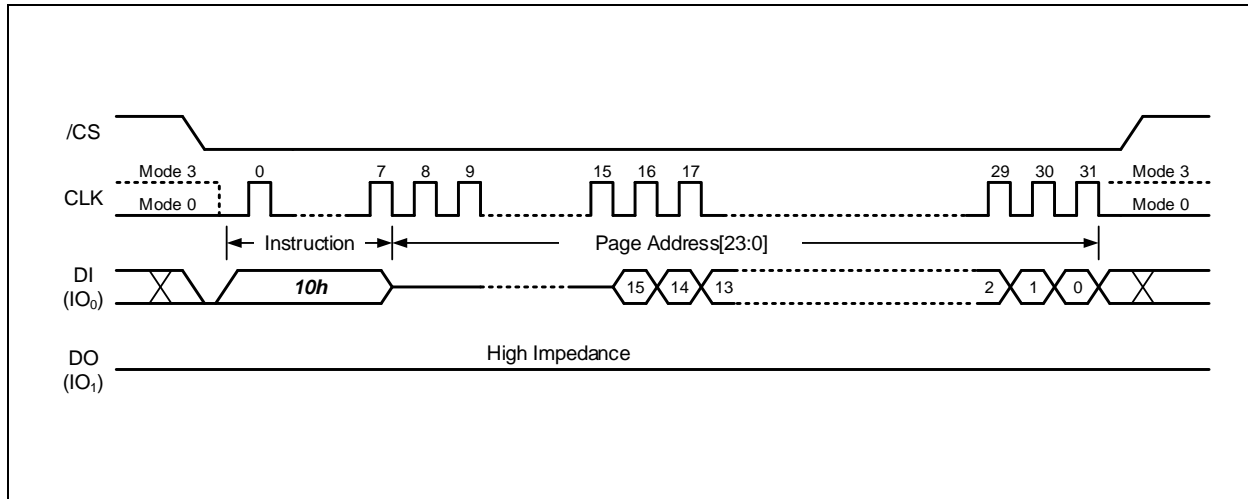 /CS
Mode 3 0 7 8 9 15 16 17 29 30 31 Mode 3
CLK
Mode 0 Mode 0
Instruction Page Address[23:0]
DI 10h 15 14 13 2 1 0
(IO₀)
DO High Impedance
(IO₁)